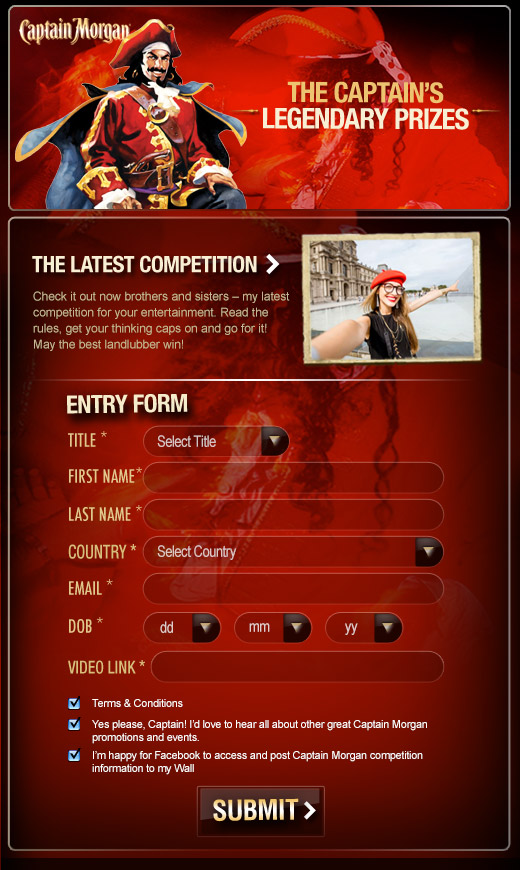 Captain Morgan
THE CAPTAIN'S
LEGENDARY PRIZES
THE LATEST COMPETITION
Check it out now brothers and sisters – my latest
competition for your entertainment. Read the
rules, get your thinking caps on and go for it!
May the best landlubber win!
ENTRY FORM
TITLE * Select Title
FIRST NAME*
LAST NAME *
COUNTRY * Select Country
EMAIL *
DOB * dd mm yy
VIDEO LINK *
Terms & Conditions
Yes please, Captain! I'd love to hear all about other great Captain Morgan
promotions and events.
I'm happy for Facebook to access and post Captain Morgan competition
information to my Wall
SUBMIT